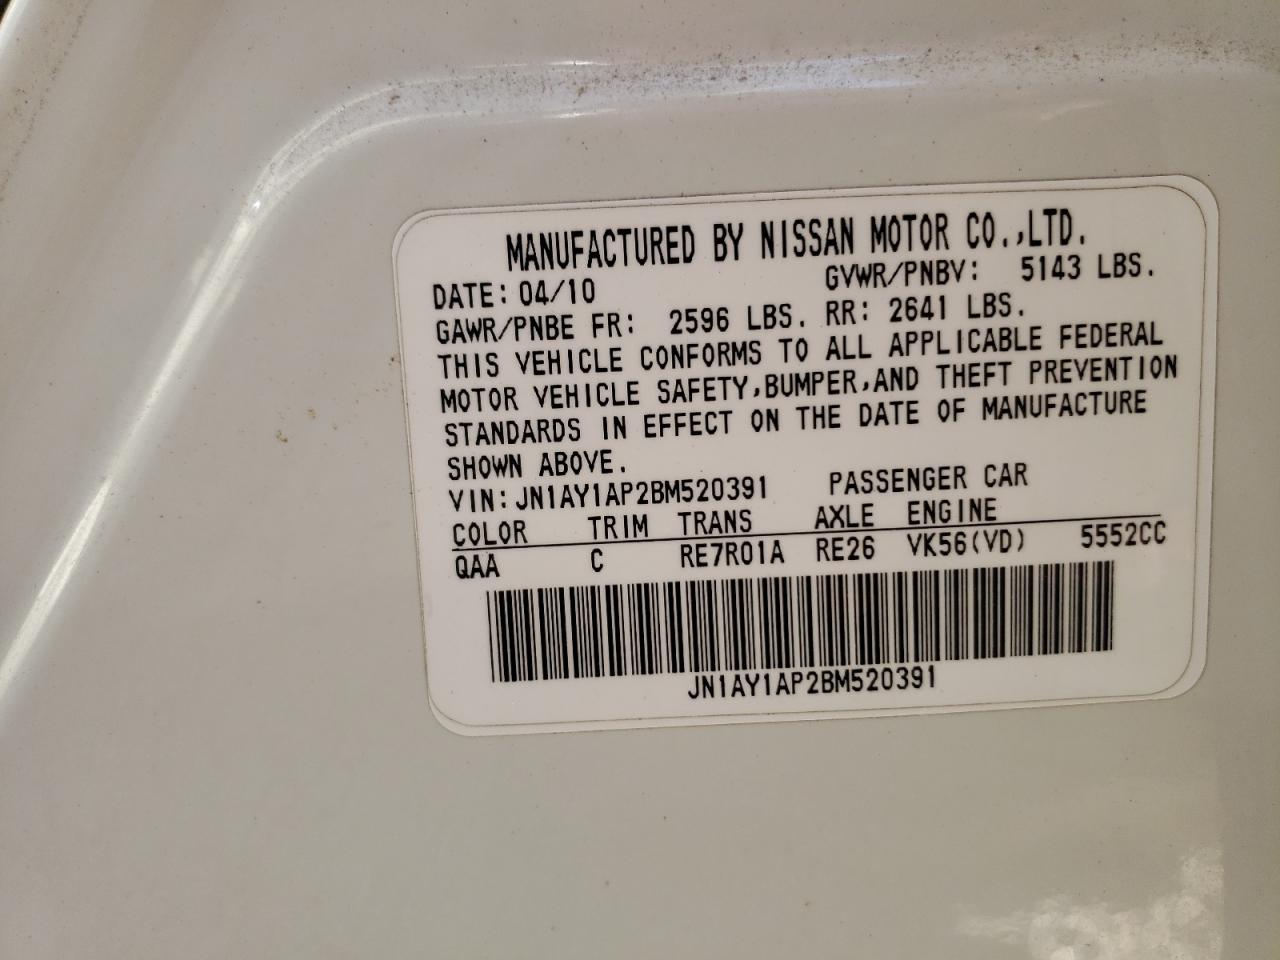 MANUFACTURED BY NISSAN MOTOR CO.,LTD.
DATE: 04/10 GVWR/PNBV: 5143 LBS.
GAWR/PNBE FR: 2596 LBS. RR: 2641 LBS.
THIS VEHICLE CONFORMS TO ALL APPLICABLE FEDERAL
MOTOR VEHICLE SAFETY,BUMPER,AND THEFT PREVENTION
STANDARDS IN EFFECT ON THE DATE OF MANUFACTURE
SHOWN ABOVE.
VIN: JN1AY1AP2BM520391 PASSENGER CAR
COLOR TRIM TRANS AXLE ENGINE
QAA C RE7R01A RE26 VK56(VD) 5552CC
JN1AY1AP2BM520391